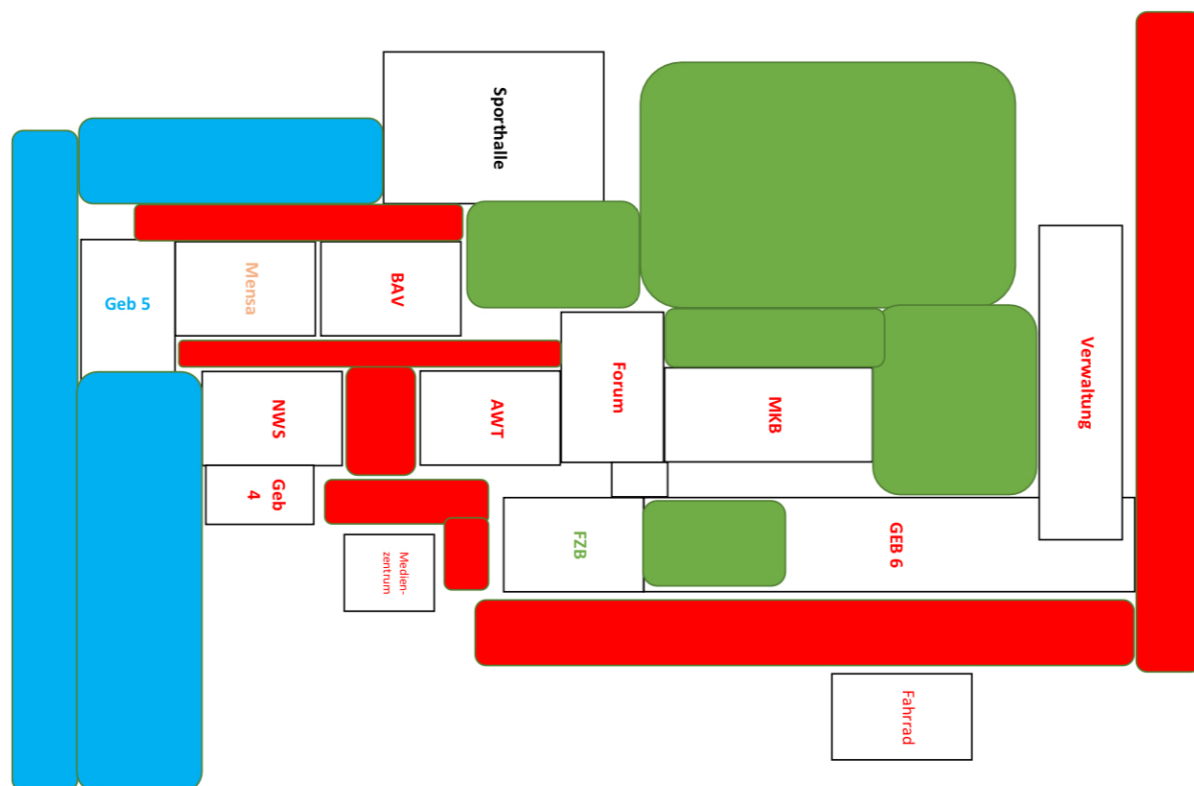 Sporthalle
Geb 5
Mensa
BAV
Forum
Verwaltung
NWS
AWT
MKB
Geb
4
FZB
GEB 6
Medien-
zentrum
Fahrrad